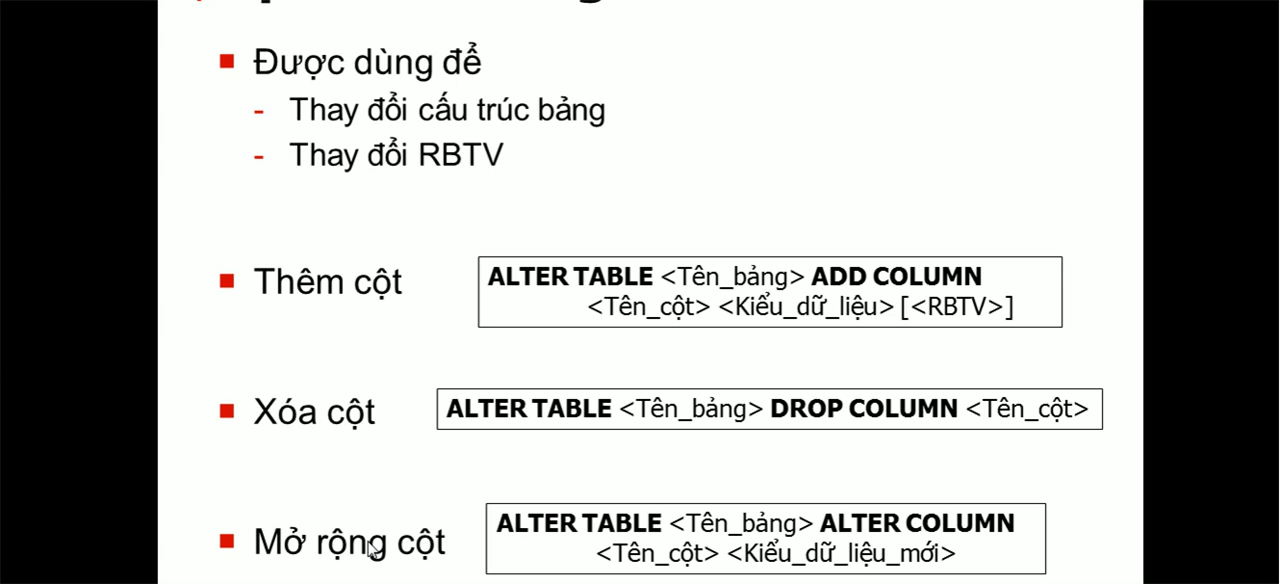 Được dùng để
- Thay đổi cấu trúc bảng
- Thay đổi RBTV
Thêm cột
ALTER TABLE <Tên_bảng> ADD COLUMN
<Tên_cột> <Kiểu_dữ_liệu> [<RBTV>]
Xóa cột
ALTER TABLE <Tên_bảng> DROP COLUMN <Tên_cột>
Mở rộng cột
ALTER TABLE <Tên_bảng> ALTER COLUMN
<Tên_cột> <Kiểu_dữ_liệu_mới>